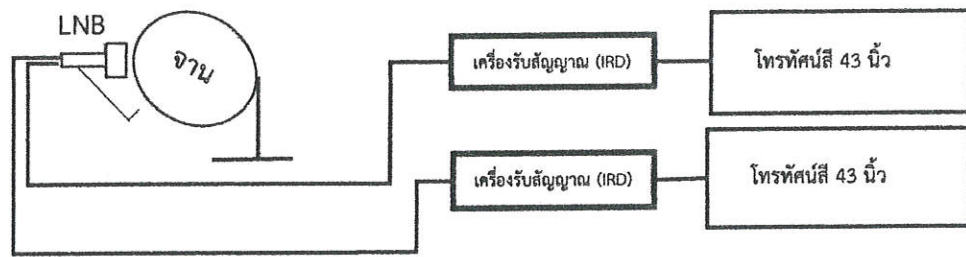 LNB
จาน
เครื่องรับสัญญาณ (IRD)
โทรทัศน์สี 43 นิ้ว
เครื่องรับสัญญาณ (IRD)
โทรทัศน์สี 43 นิ้ว